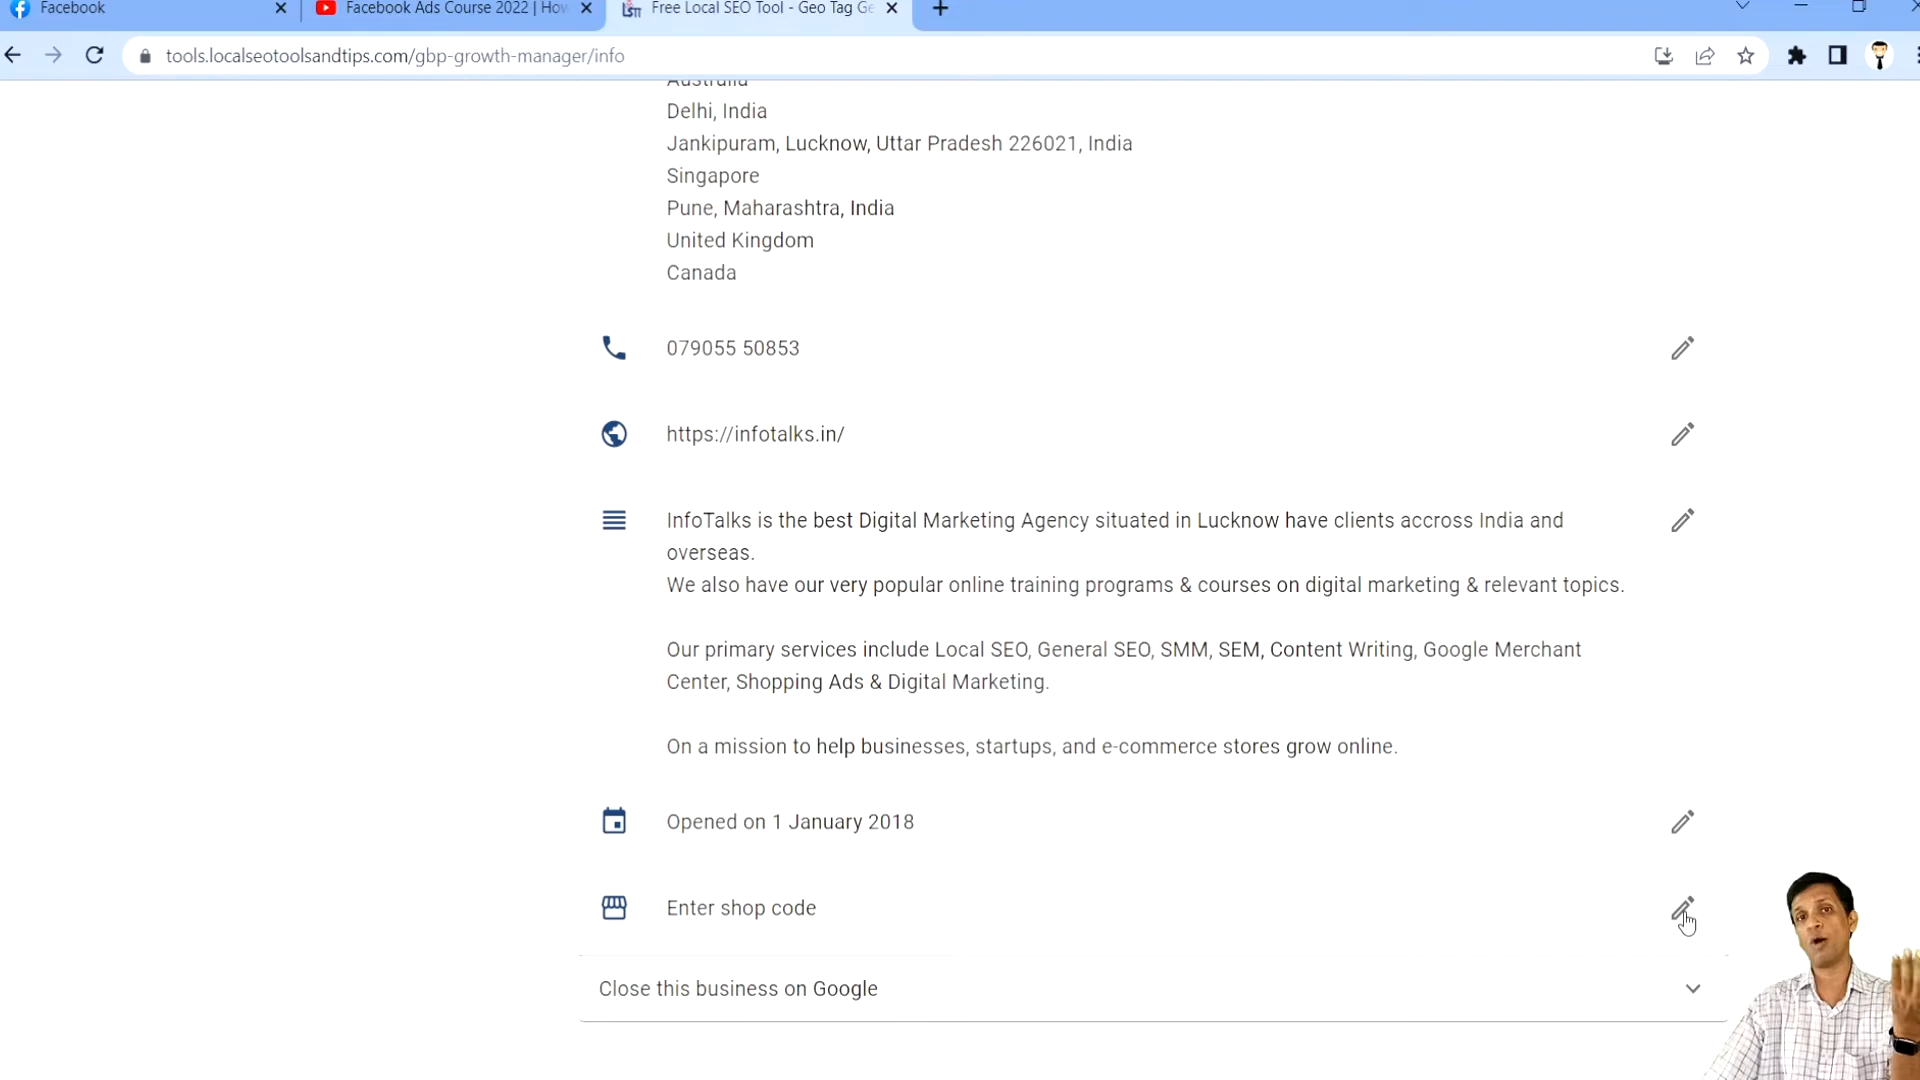 Facebook
Facebook Ads Course 2022 | How
Free Local SEO Tool - Geo Tag Ge
tools.localseotoolsandtips.com/gbp-growth-manager/info
Australia
Delhi, India
Jankipuram, Lucknow, Uttar Pradesh 226021, India
Singapore
Pune, Maharashtra, India
United Kingdom
Canada
079055 50853
https://infotalks.in/
InfoTalks is the best Digital Marketing Agency situated in Lucknow have clients accross India and
overseas.
We also have our very popular online training programs & courses on digital marketing & relevant topics.
Our primary services include Local SEO, General SEO, SMM, SEM, Content Writing, Google Merchant
Center, Shopping Ads & Digital Marketing.
On a mission to help businesses, startups, and e-commerce stores grow online.
Opened on 1 January 2018
Enter shop code
Close this business on Google